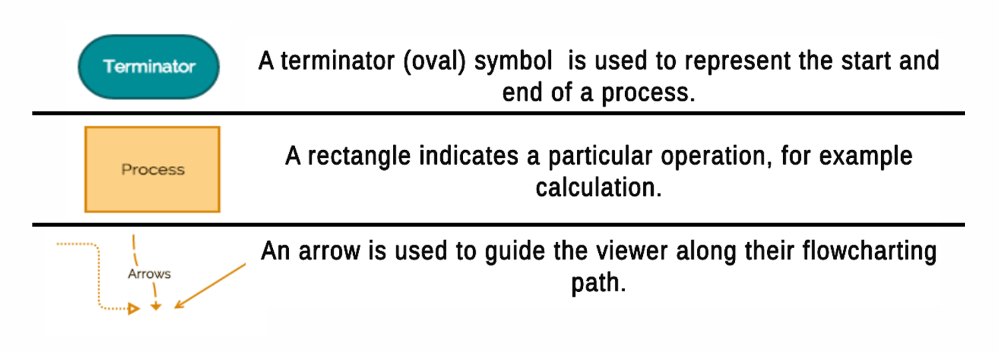 Terminator
A terminator (oval) symbol is used to represent the start and
end of a process.
Process
A rectangle indicates a particular operation, for example
calculation.
Arrows
An arrow is used to guide the viewer along their flowcharting
path.